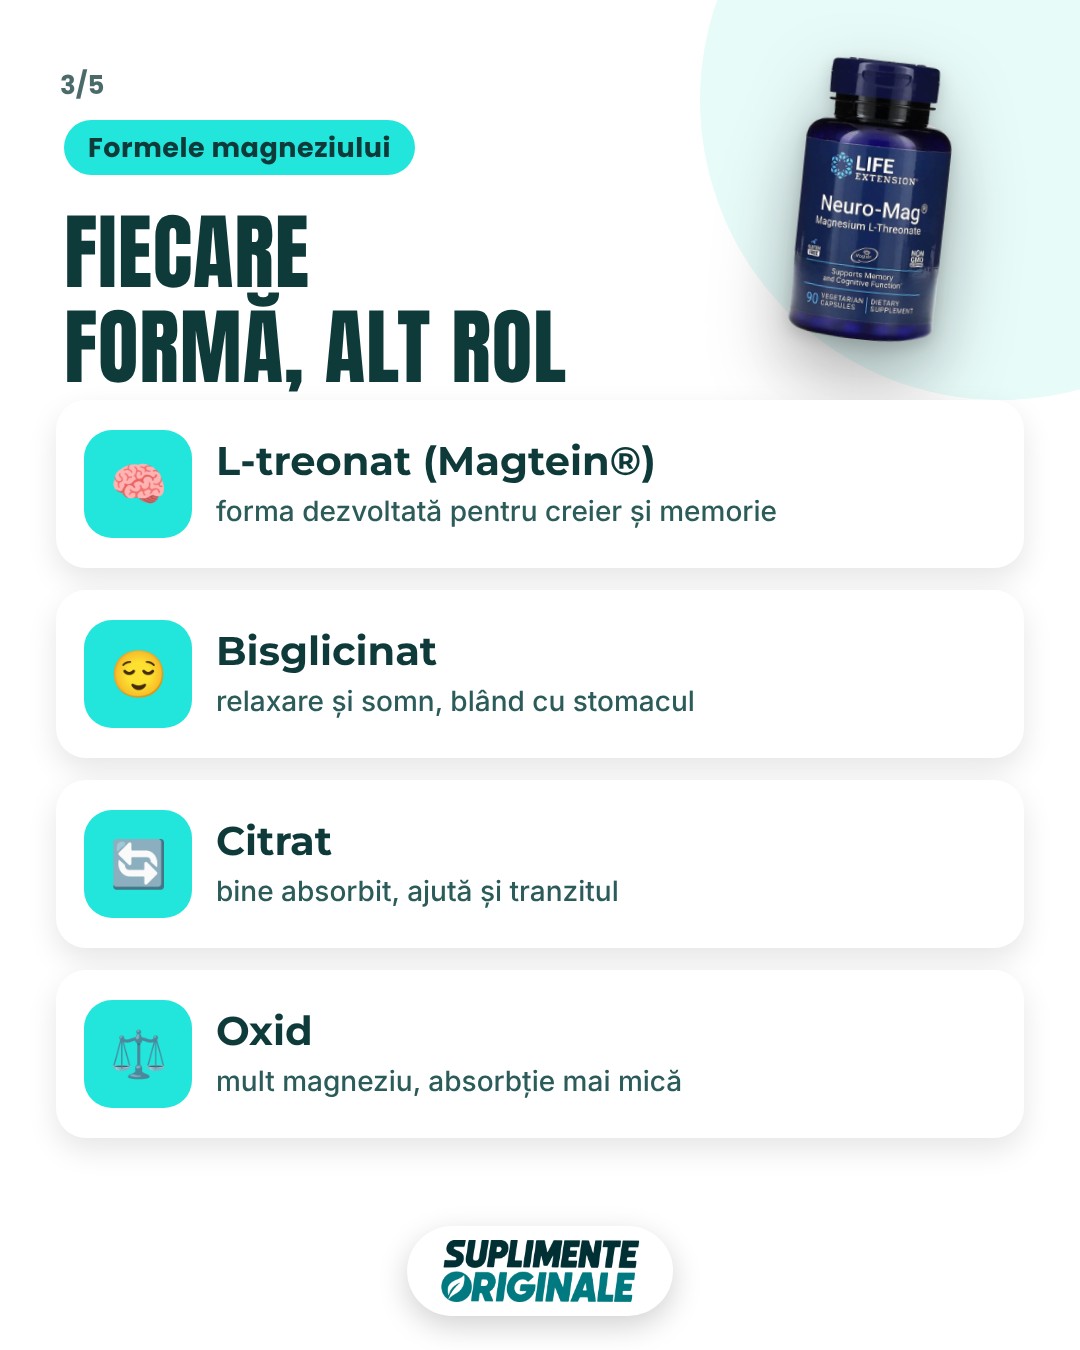 3/5
Formele magneziului
FIECARE
FORMĂ, ALT ROL
LIFE
EXTENSION
Neuro-Mag®
Magnesium L-Threonate
NON
GMO
Supports Memory
and Cognitive Function
90 VEGETARIAN CAPSULES DIETARY SUPPLEMENT
L-treonat (Magtein®)
forma dezvoltată pentru creier și memorie
Bisglicinat
relaxare și somn, blând cu stomacul
Citrat
bine absorbit, ajută și tranzitul
Oxid
mult magneziu, absorbție mai mică
SUPLIMENTE
ORIGINALE